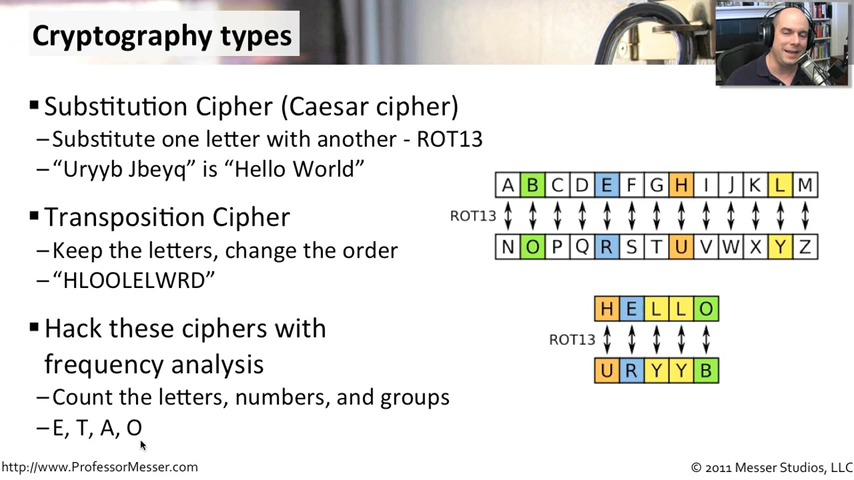 Cryptography types
▪Substitution Cipher (Caesar cipher)
–Substitute one letter with another - ROT13
–“Uryyb Jbeyq” is “Hello World”
▪Transposition Cipher
–Keep the letters, change the order
–“HLOOLELWRD”
▪Hack these ciphers with
frequency analysis
–Count the letters, numbers, and groups
–E, T, A, O
A B C D E F G H I J K L M
ROT13
N O P Q R S T U V W X Y Z
H E L L O
ROT13
U R Y Y B
http://www.ProfessorMesser.com
© 2011 Messer Studios, LLC